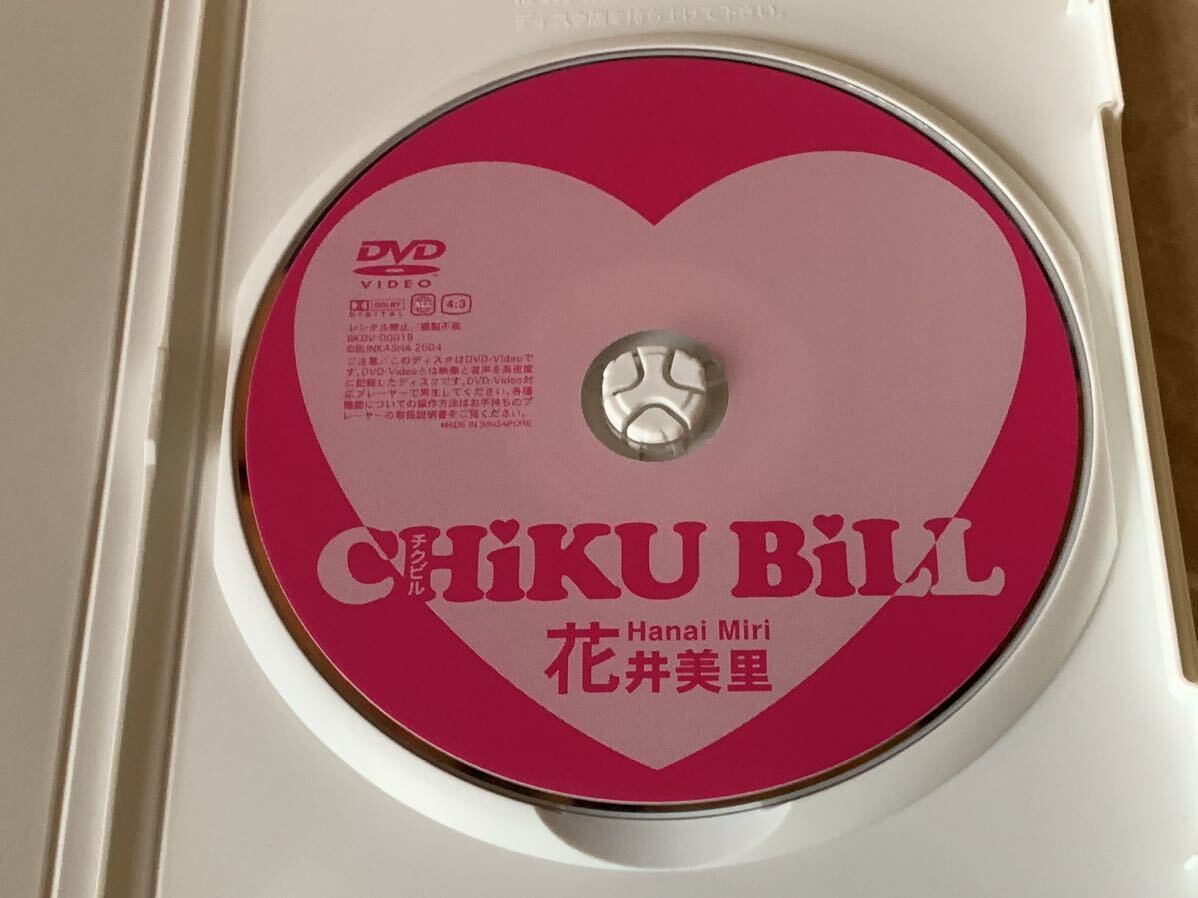 ディスク面を持ち上げて下さい。
DVD
VIDEO
DOLBY
DIGITAL
ALL
4:3
レンタル禁止/複製不能
BKDV-00019
©BUNKASHA 2004
ご注意/このディスクはDVD-Videoで
す。DVD-Videoとは映像と音声を高密度
に記録したディスクです。DVD-Video対
応プレーヤーで再生してください。各種
機能についての操作方法はお手持ちのプ
レーヤーの取扱説明書をご覧ください。
MADE IN SINGAPORE
CHiKU BiLL
チクビル
Hanai Miri
花井美里